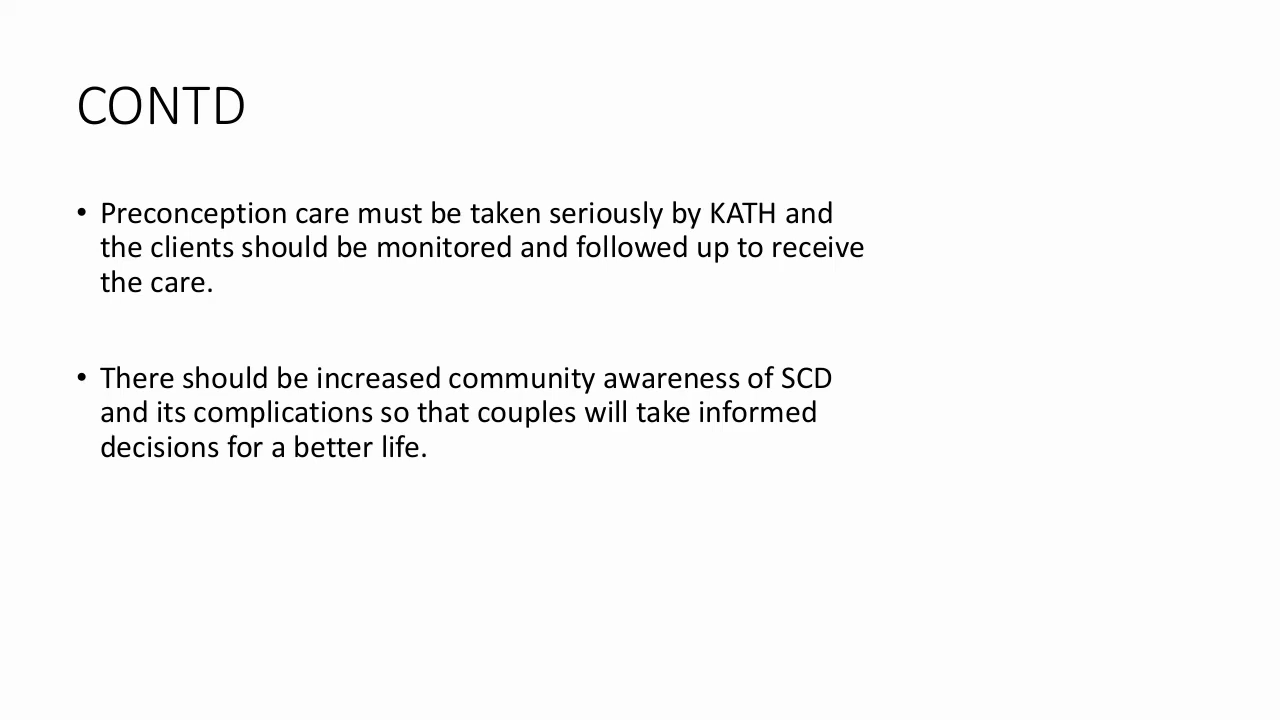 CONTD
• Preconception care must be taken seriously by KATH and
the clients should be monitored and followed up to receive
the care.
• There should be increased community awareness of SCD
and its complications so that couples will take informed
decisions for a better life.